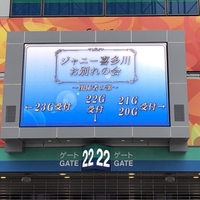 ジャニー喜多川
お別れの会
22G
←23G受付 受付 21G
20G 受付→
↓
ゲート 22 22 ゲート
GATE GATE